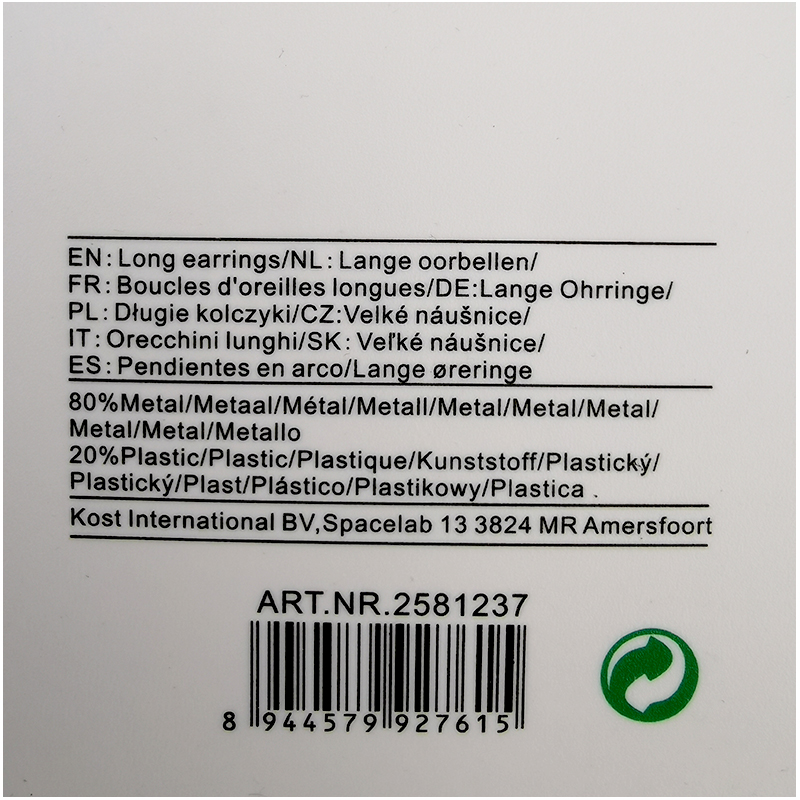 EN: Long earrings/NL: Lange oorbellen/
FR: Boucles d'oreilles longues/DE:Lange Ohrringe/
PL: Długie kolczyki/CZ:Velké náušnice/
IT: Orecchini lunghi/SK: Veľké náušnice/
ES: Pendientes en arco/Lange øreringe
80%Metal/Metaal/Métal/Metall/Metal/Metal/Metal/
Metal/Metal/Metallo
20%Plastic/Plastic/Plastique/Kunststoff/Plastický/
Plastický/Plast/Plástico/Plastikowy/Plastica .
Kost International BV,Spacelab 13 3824 MR Amersfoort
ART.NR.2581237
8 944579 927615